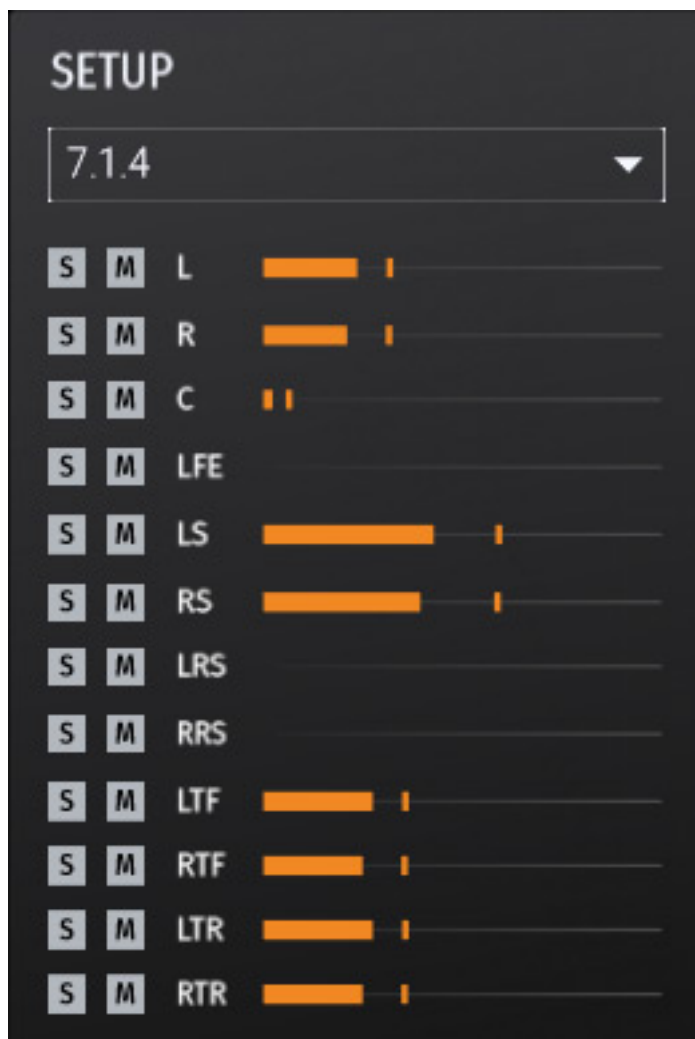 SETUP
7.1.4
S M L
S M R
S M C
S M LFE
S M LS
S M RS
S M LRS
S M RRS
S M LTF
S M RTF
S M LTR
S M RTR